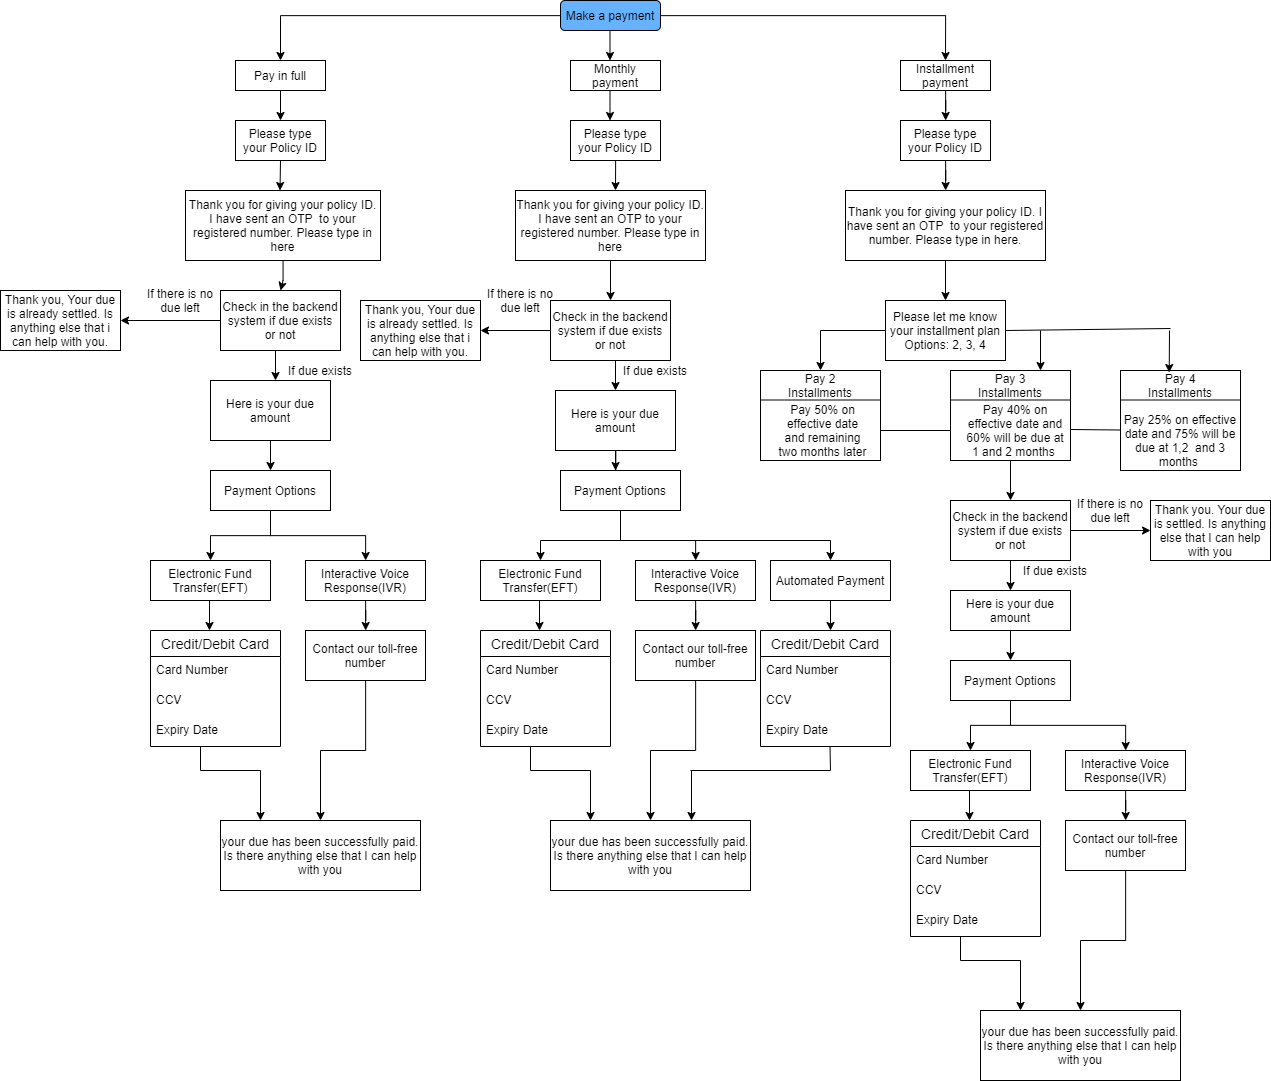 Make a payment
Pay in full
Monthly
payment
Installment
payment
Please type
your Policy ID
Please type
your Policy ID
Please type
your Policy ID
Thank you for giving your policy ID.
I have sent an OTP  to your
registered number. Please type in
here
Thank you for giving your policy ID.
I have sent an OTP to your
registered number. Please type in
here
Thank you for giving your policy ID. I
have sent an OTP  to your registered
number. Please type in here.
Thank you, Your due
is already settled. Is
anything else that i
can help with you.
If there is no
due left
Check in the backend
system if due exists
or not
Thank you, Your due
is already settled. Is
anything else that i
can help with you.
If there is no
due left
Check in the backend
system if due exists
or not
Please let me know
your installment plan
Options: 2, 3, 4
If due exists
If due exists
Pay 2
Installments
Pay 50% on
effective date
and remaining
two months later
Pay 3
Installments
Pay 40% on
effective date and
60% will be due at
1 and 2 months
Pay 4
Installments
Pay 25% on effective
date and 75% will be
due at 1,2  and 3
months
Here is your due
amount
Here is your due
amount
Payment Options
Payment Options
Check in the backend
system if due exists
or not
If there is no
due left
Thank you. Your due
is settled. Is anything
else that I can help
with you
If due exists
Electronic Fund
Transfer(EFT)
Interactive Voice
Response(IVR)
Electronic Fund
Transfer(EFT)
Interactive Voice
Response(IVR)
Automated Payment
Here is your due
amount
Credit/Debit Card
Card Number
CCV
Expiry Date
Contact our toll-free
number
Credit/Debit Card
Card Number
CCV
Expiry Date
Contact our toll-free
number
Credit/Debit Card
Card Number
CCV
Expiry Date
Payment Options
Electronic Fund
Transfer(EFT)
Interactive Voice
Response(IVR)
your due has been successfully paid.
Is there anything else that I can help
with you
your due has been successfully paid.
Is there anything else that I can help
with you
Credit/Debit Card
Card Number
CCV
Expiry Date
Contact our toll-free
number
your due has been successfully paid.
Is there anything else that I can help
with you